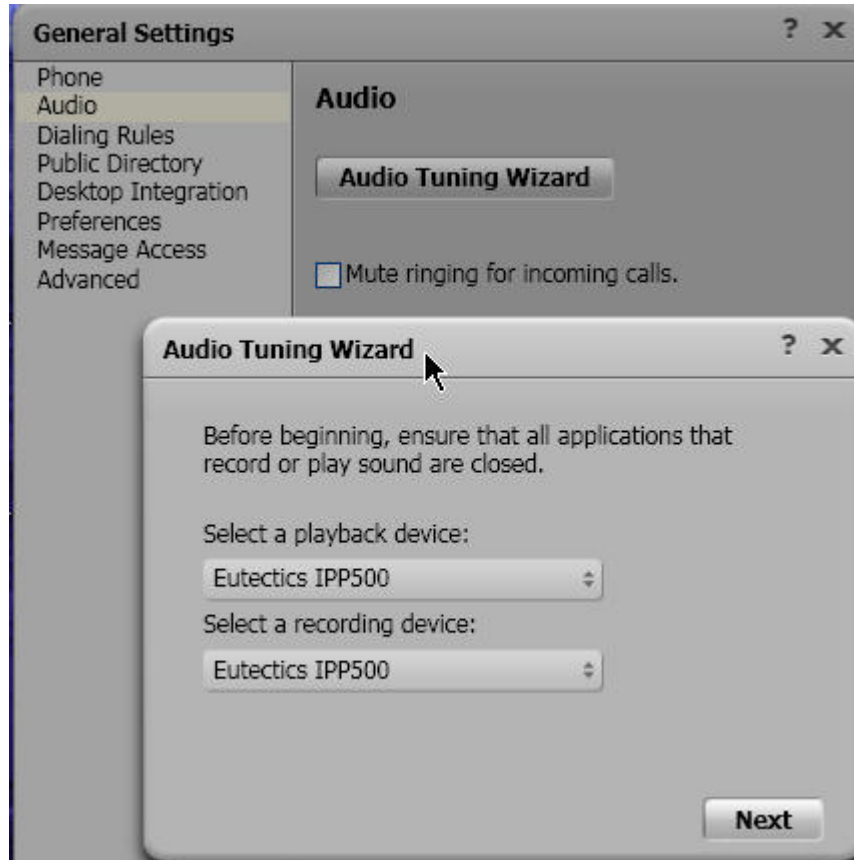 General Settings
? X
Phone
Audio
Dialing Rules
Public Directory
Desktop Integration
Preferences
Message Access
Advanced
Audio
Audio Tuning Wizard
Mute ringing for incoming calls.
Audio Tuning Wizard
? X
Before beginning, ensure that all applications that
record or play sound are closed.
Select a playback device:
Eutectics IPP500
Select a recording device:
Eutectics IPP500
Next